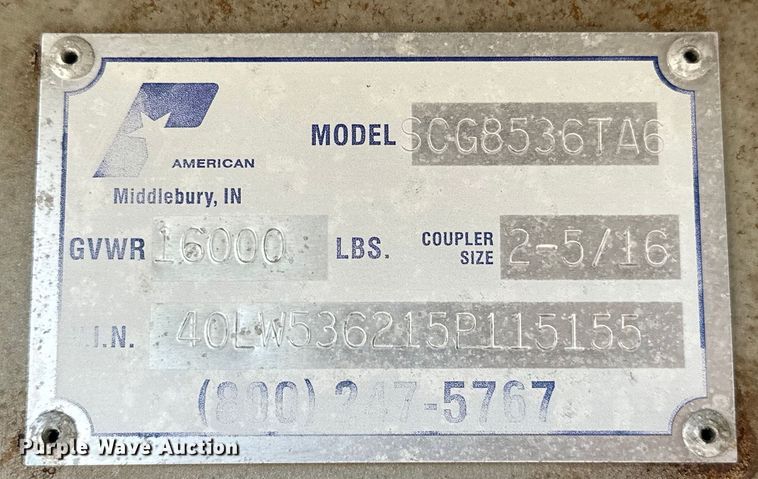 AMERICAN
Middlebury, IN
MODEL SCG8536TA6
GVWR 16000 LBS.
COUPLER SIZE 2-5/16
.I.N. 40LW536215P115155
(800) 247-5767
Purple Wave Auction